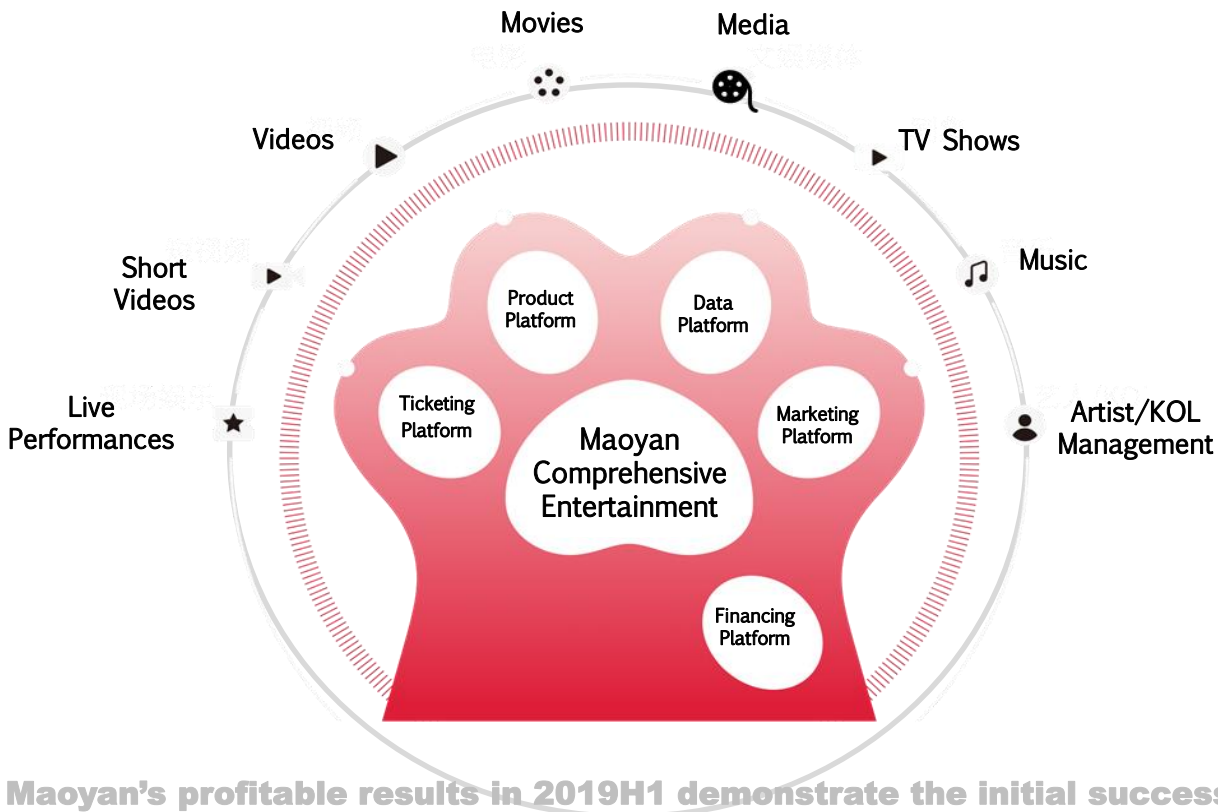 Movies
Media
Videos
TV Shows
Short
Videos
Music
Product
Platform
Data
Platform
Live
Performances
Ticketing
Platform
Marketing
Platform
Artist/KOL
Management
Maoyan
Comprehensive
Entertainment
Financing
Platform
Maoyan's profitable results in 2019H1 demonstrate the initial success